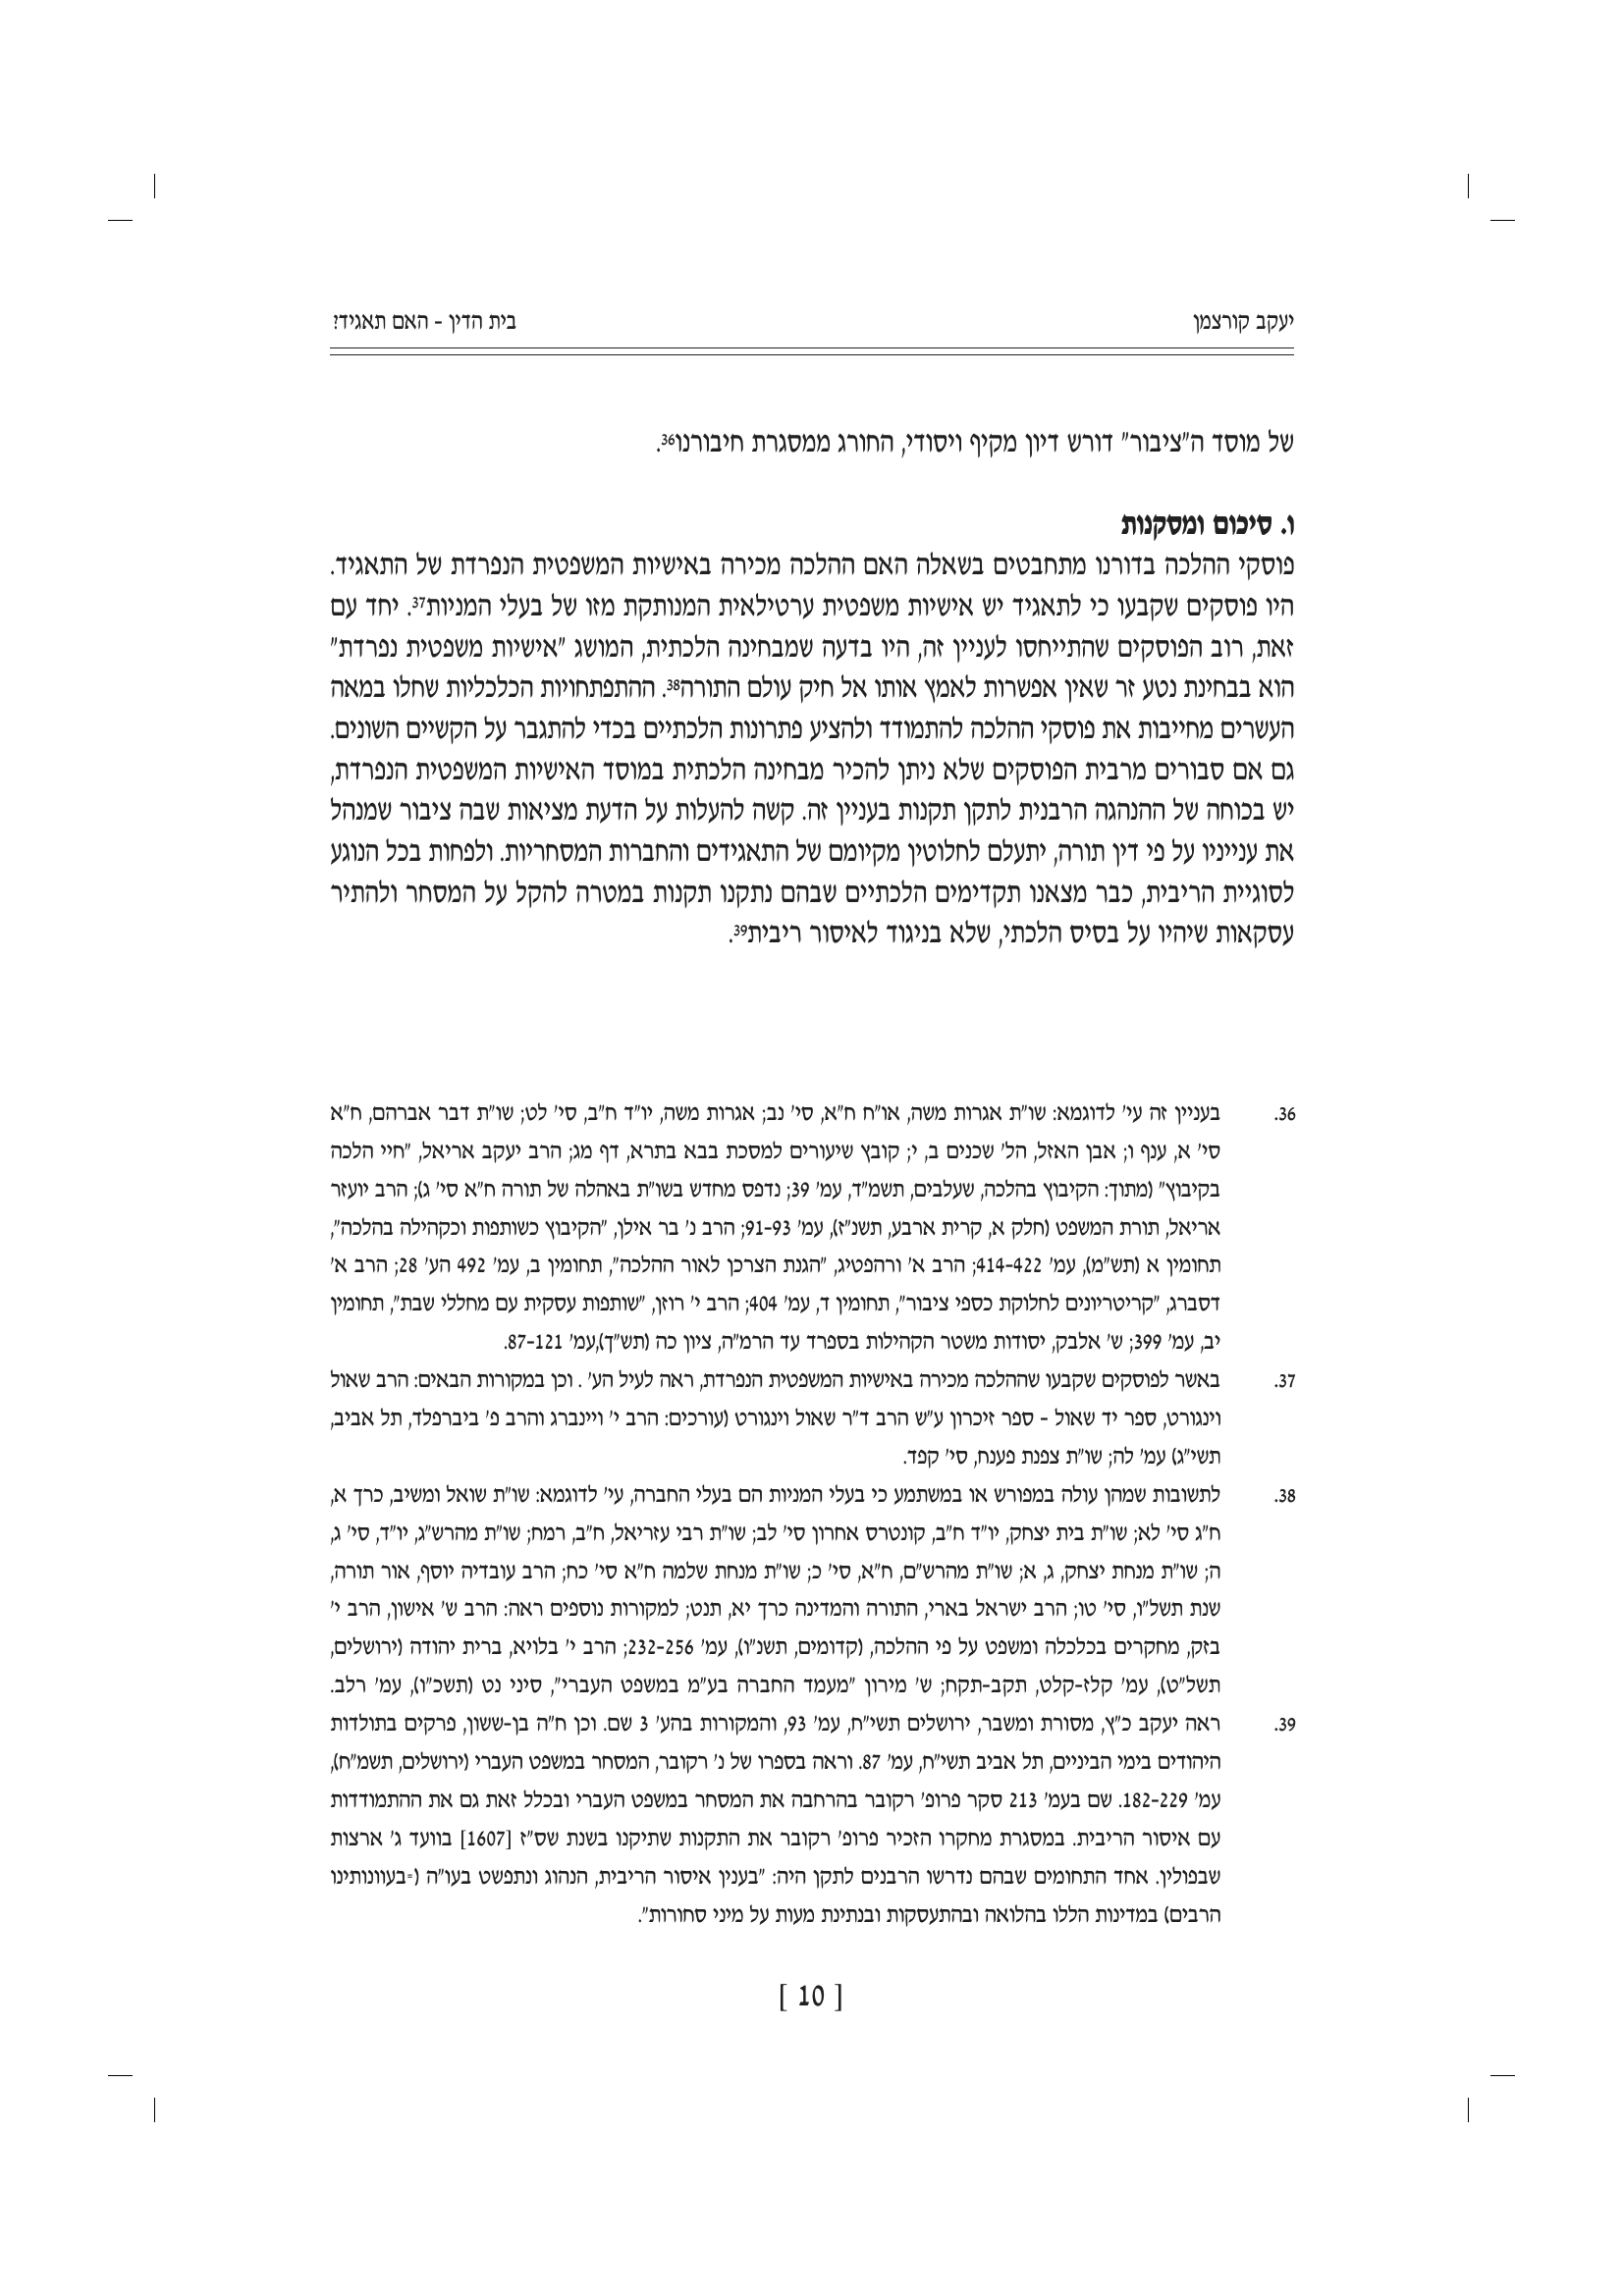 יעקב קורצמן
בית הדין - האם תאגיד?
של מוסד ה"ציבור" דורש דיון מקיף ויסודי, החורג ממסגרת חיבורנו36.
ו. סיכום ומסקנות
פוסקי ההלכה בדורנו מתחבטים בשאלה האם ההלכה מכירה באישיות המשפטית הנפרדת של התאגיד.
היו פוסקים שקבעו כי לתאגיד יש אישיות משפטית ערטילאית המנותקת מזו של בעלי המניות37. יחד עם
זאת, רוב הפוסקים שהתייחסו לעניין זה, היו בדעה שמבחינה הלכתית, המושג "אישיות משפטית נפרדת"
הוא בבחינת נטע זר שאין אפשרות לאמץ אותו אל חיק עולם התורה38. ההתפתחויות הכלכליות שחלו במאה
העשרים מחייבות את פוסקי ההלכה להתמודד ולהציע פתרונות הלכתיים בכדי להתגבר על הקשיים השונים.
גם אם סבורים מרבית הפוסקים שלא ניתן להכיר מבחינה הלכתית במוסד האישיות המשפטית הנפרדת,
יש בכוחה של ההנהגה הרבנית לתקן תקנות בעניין זה. קשה להעלות על הדעת מציאות שבה ציבור שמנהל
את ענייניו על פי דין תורה, יתעלם לחלוטין מקיומם של התאגידים והחברות המסחריות. ולפחות בכל הנוגע
לסוגיית הריבית, כבר מצאנו תקדימים הלכתיים שבהם נתקנו תקנות במטרה להקל על המסחר ולהתיר
עסקאות שיהיו על בסיס הלכתי, שלא בניגוד לאיסור ריבית39.
36. בעניין זה עי' לדוגמא: שו"ת אגרות משה, או"ח ח"א, סי' נב; אגרות משה, יו"ד ח"ב, סי' לט; שו"ת דבר אברהם, ח"א
סי' א, ענף ו; אבן האזל, הל' שכנים ב, י; קובץ שיעורים למסכת בבא בתרא, דף מג; הרב יעקב אריאל, "חיי הלכה
בקיבוץ" (מתוך: הקיבוץ בהלכה, שעלבים, תשמ"ד, עמ' 39; נדפס מחדש בשו"ת באהלה של תורה ח"א סי' ג); הרב יועזר
אריאל, תורת המשפט (חלק א, קרית ארבע, תשנ"ז), עמ' 91-93; הרב נ' בר אילן, "הקיבוץ כשותפות וכקהילה בהלכה",
תחומין א (תש"מ), עמ' 414-422; הרב א' ורהפטיג, "הגנת הצרכן לאור ההלכה", תחומין ב, עמ' 492 הע' 28; הרב א'
דסברג, "קריטריונים לחלוקת כספי ציבור", תחומין ד, עמ' 404; הרב י' רוזן, "שותפות עסקית עם מחללי שבת", תחומין
יב, עמ' 399; ש' אלבק, יסודות משטר הקהילות בספרד עד הרמ"ה, ציון כה (תש"ך),עמ' 87-121.
37. באשר לפוסקים שקבעו שההלכה מכירה באישיות המשפטית הנפרדת, ראה לעיל הע' . וכן במקורות הבאים: הרב שאול
וינגורט, ספר יד שאול - ספר זיכרון ע"ש הרב ד"ר שאול וינגורט (עורכים: הרב י' ויינברג והרב פ' ביברפלד, תל אביב,
תשי"ג) עמ' לה; שו"ת צפנת פענח, סי' קפד.
38. לתשובות שמהן עולה במפורש או במשתמע כי בעלי המניות הם בעלי החברה, עי' לדוגמא: שו"ת שואל ומשיב, כרך א,
ח"ג סי' לא; שו"ת בית יצחק, יו"ד ח"ב, קונטרס אחרון סי' לב; שו"ת רבי עזריאל, ח"ב, רמח; שו"ת מהרש"ג, יו"ד, סי' ג,
ה; שו"ת מנחת יצחק, ג, א; שו"ת מהרש"ם, ח"א, סי' כ; שו"ת מנחת שלמה ח"א סי' כח; הרב עובדיה יוסף, אור תורה,
שנת תשל"ו, סי' טו; הרב ישראל בארי, התורה והמדינה כרך יא, תנט; למקורות נוספים ראה: הרב ש' אישון, הרב י'
בזק, מחקרים בכלכלה ומשפט על פי ההלכה, (קדומים, תשנ"ו), עמ' 232-256; הרב י' בלויא, ברית יהודה (ירושלים,
תשל"ט), עמ' קלז-קלט, תקב-תקח; ש' מירון "מעמד החברה בע"מ במשפט העברי", סיני נט (תשכ"ו), עמ' רלב.
39. ראה יעקב כ"ץ, מסורת ומשבר, ירושלים תשי"ח, עמ' 93, והמקורות בהע' 3 שם. וכן ח"ה בן-ששון, פרקים בתולדות
היהודים בימי הביניים, תל אביב תשי"ח, עמ' 87. וראה בספרו של נ' רקובר, המסחר במשפט העברי (ירושלים, תשמ"ח),
עמ' 182-229. שם בעמ' 213 סקר פרופ' רקובר בהרחבה את המסחר במשפט העברי ובכלל זאת גם את ההתמודדות
עם איסור הריבית. במסגרת מחקרו הזכיר פרופ' רקובר את התקנות שתיקנו בשנת שס"ז [1607] בוועד ג' ארצות
שבפולין. אחד התחומים שבהם נדרשו הרבנים לתקן היה: "בענין איסור הריבית, הנהוג ונתפשט בעו"ה (=בעוונותינו
הרבים) במדינות הללו בהלואה ובהתעסקות ובנתינת מעות על מיני סחורות".
[ 10 ]